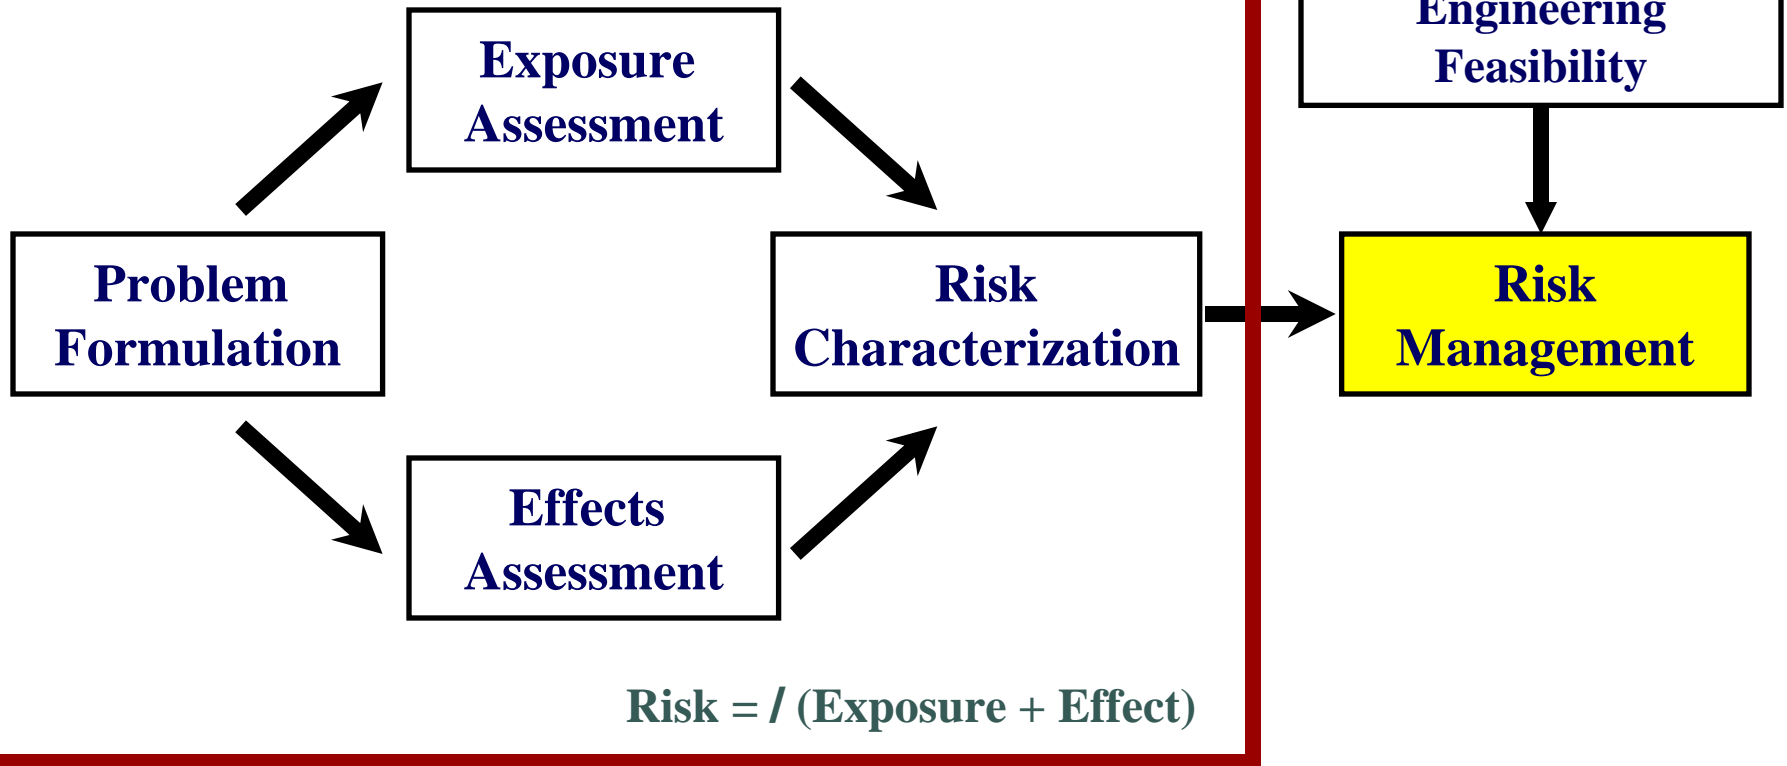 Exposure
Assessment
Engineering
Feasibility
Problem
Formulation
Risk
Characterization
Risk
Management
Effects
Assessment
Risk = / (Exposure + Effect)